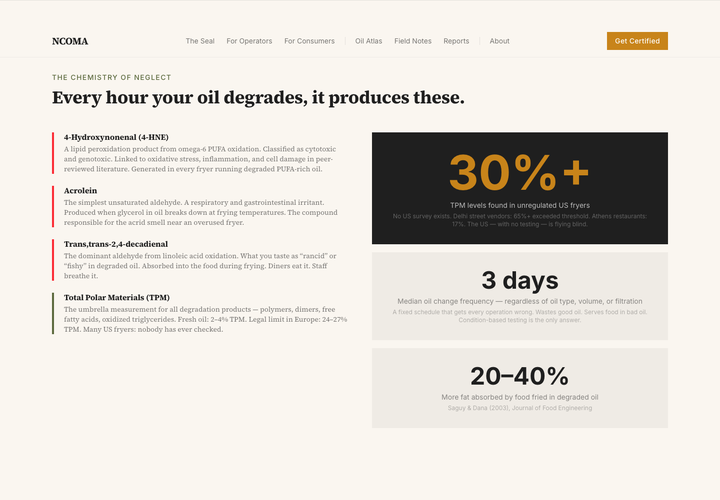 NCOMA
The Seal
For Operators
For Consumers
Oil Atlas
Field Notes
Reports
About
Get Certified
THE CHEMISTRY OF NEGLECT
Every hour your oil degrades, it produces these.
4-Hydroxynonenal (4-HNE)
A lipid peroxidation product from omega-6 PUFA oxidation. Classified as cytotoxic
and genotoxic. Linked to oxidative stress, inflammation, and cell damage in peer-
reviewed literature. Generated in every fryer running degraded PUFA-rich oil.
Acrolein
The simplest unsaturated aldehyde. A respiratory and gastrointestinal irritant.
Produced when glycerol in oil breaks down at frying temperatures. The compound
responsible for the acrid smell near an overused fryer.
Trans,trans-2,4-decadienal
The dominant aldehyde from linoleic acid oxidation. What you taste as “rancid” or
“fishy” in degraded oil. Absorbed into the food during frying. Diners eat it. Staff
breathe it.
Total Polar Materials (TPM)
The umbrella measurement for all degradation products — polymers, dimers, free
fatty acids, oxidized triglycerides. Fresh oil: 2–4% TPM. Legal limit in Europe: 24–27%
TPM. Many US fryers: nobody has ever checked.
30%+
TPM levels found in unregulated US fryers
No US survey exists. Delhi street vendors: 65%+ exceeded threshold. Athens restaurants:
17%. The US — with no testing — is flying blind.
3 days
Median oil change frequency — regardless of oil type, volume, or filtration
A fixed schedule that gets every operation wrong. Wastes good oil. Serves food in bad oil.
Condition-based testing is the only answer.
20–40%
More fat absorbed by food fried in degraded oil
Saguy & Dana (2003), Journal of Food Engineering